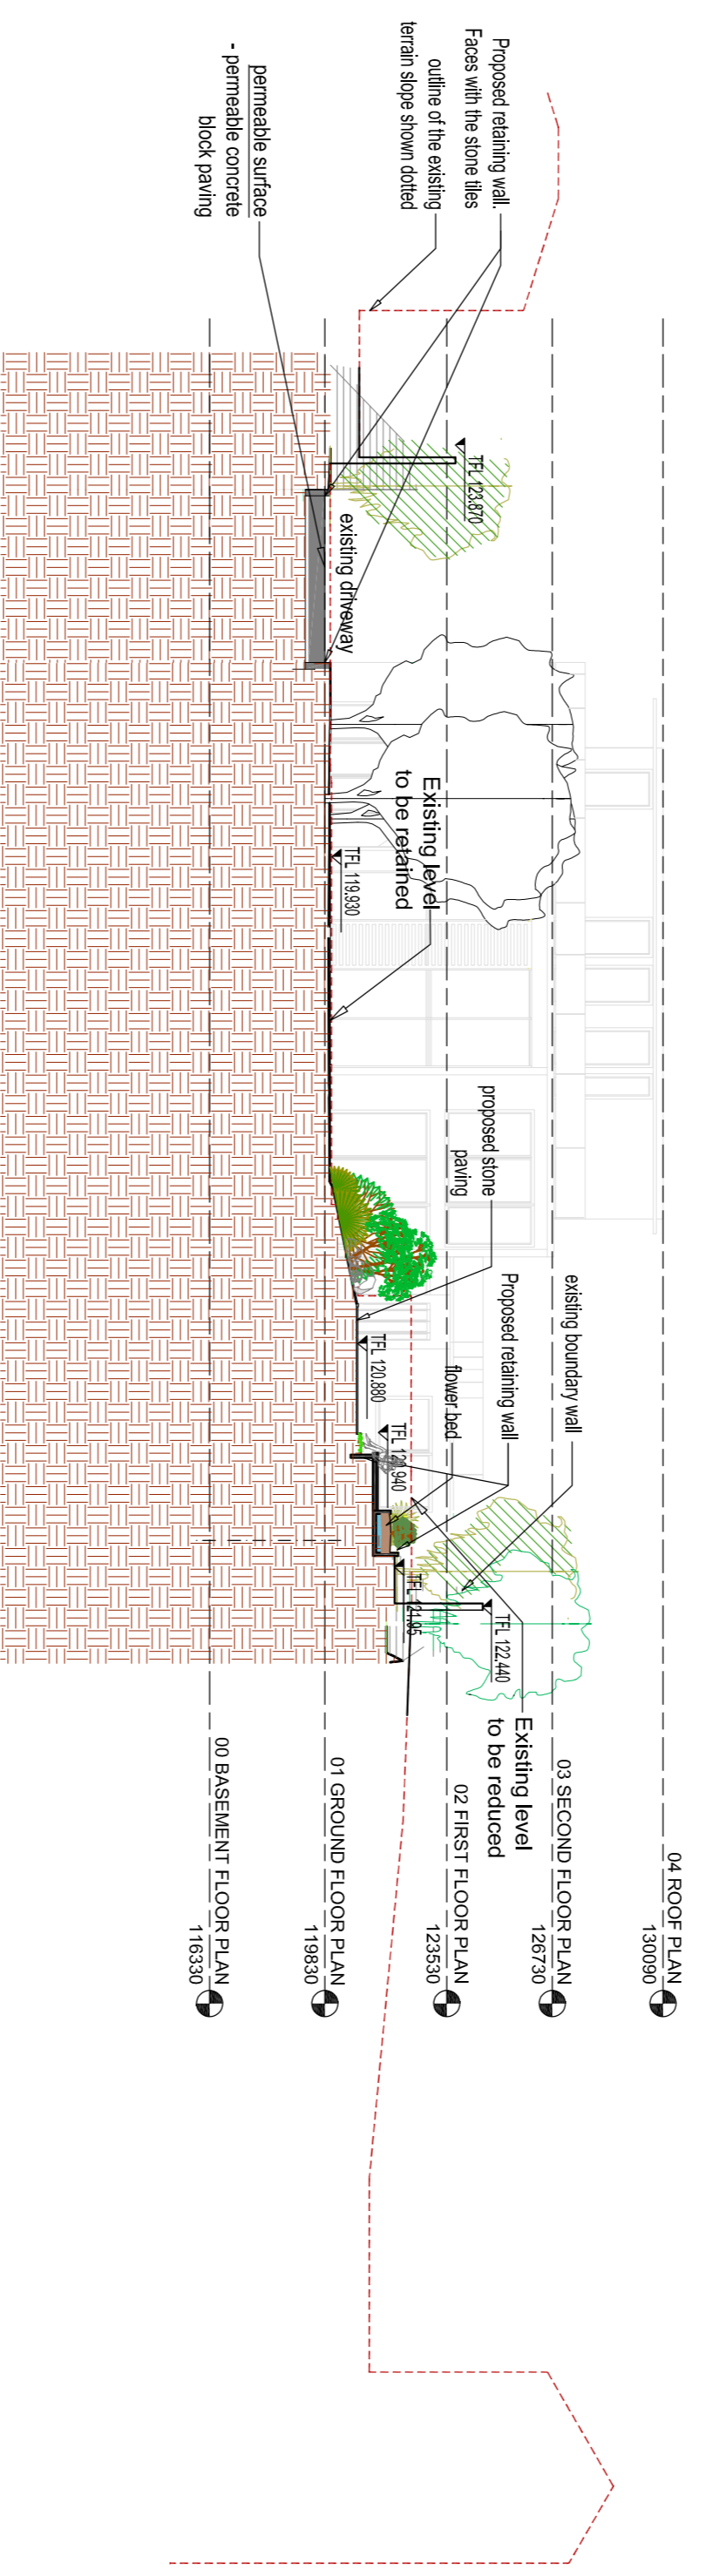 Proposed retaining wall.
Faces with the stone tiles
outline of the existing
terrain slope shown dotted
permeable surface
- permeable concrete
block paving
TFL 123.870
existing driveway
Existing level
to be retained
TFL 119.930
proposed stone
paving
existing boundary wall
Proposed retaining wall
flower bed
TFL 120.880
TFL 121.95
TFL 122.440
Existing level
to be reduced
04 ROOF PLAN
130090
03 SECOND FLOOR PLAN
126730
02 FIRST FLOOR PLAN
123530
01 GROUND FLOOR PLAN
119830
00 BASEMENT FLOOR PLAN
116330